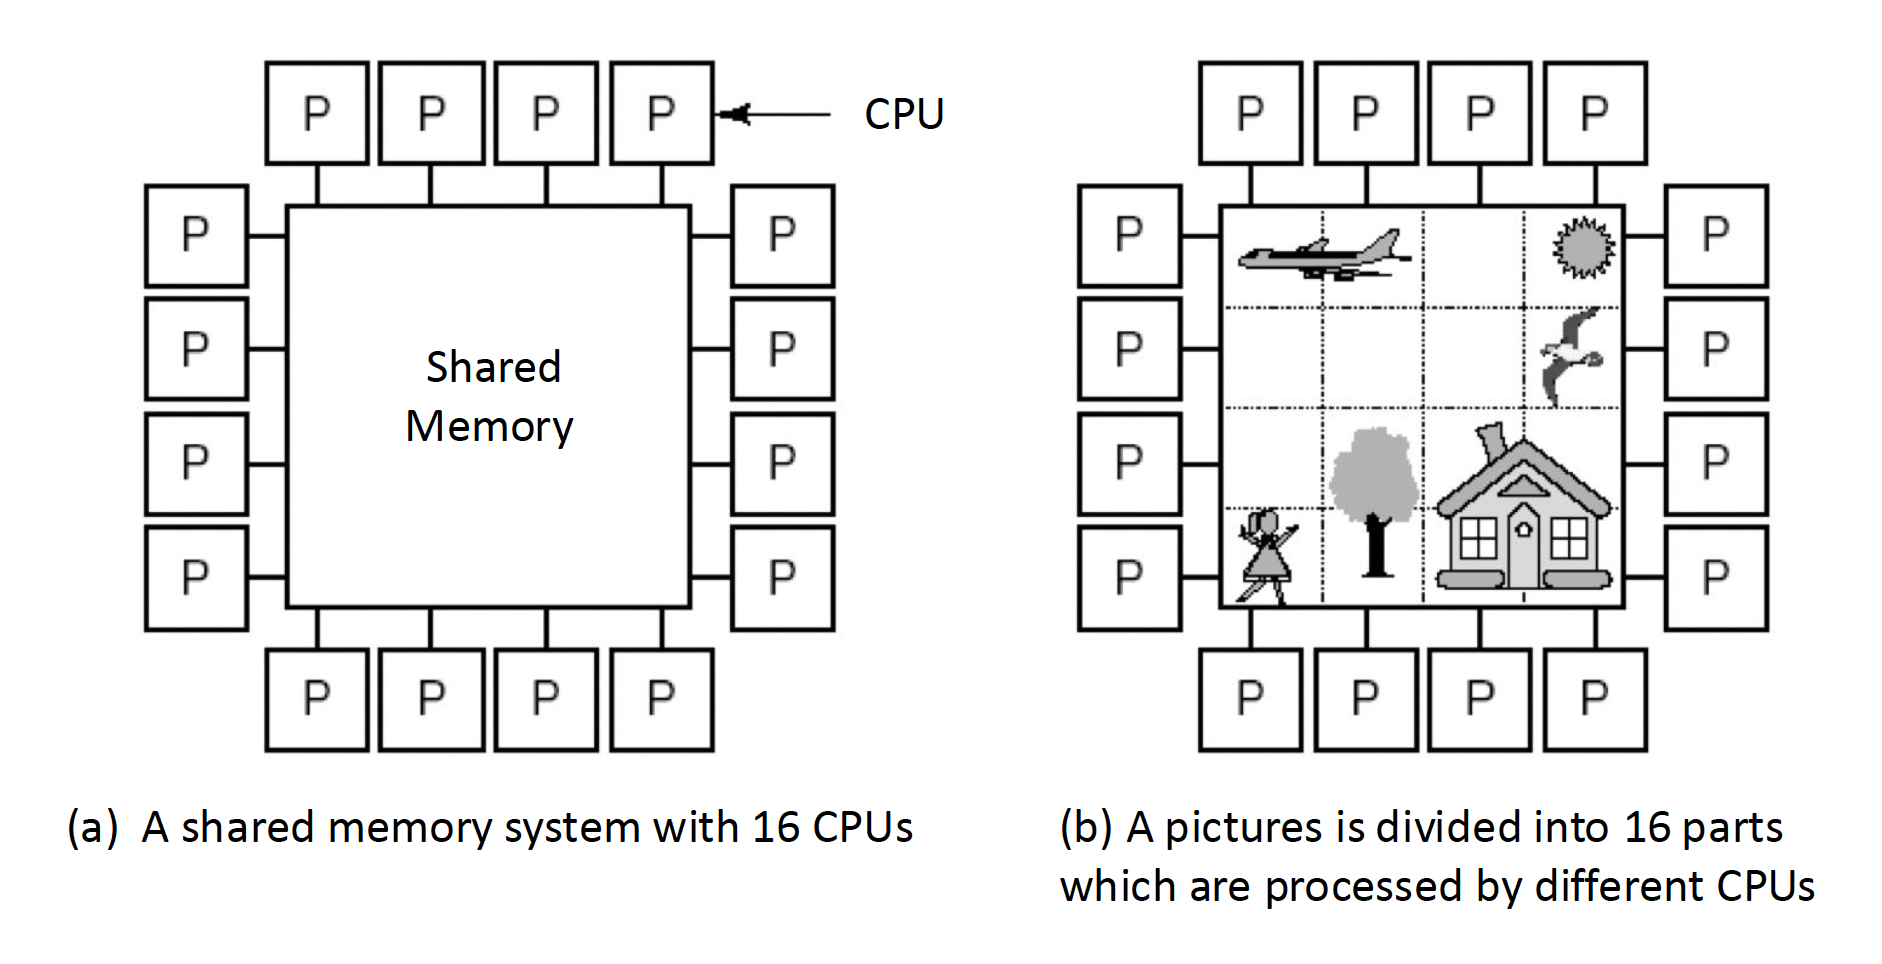 P P P P
CPU
P P
P P
Shared
Memory
P P
P P
P P P P
(a) A shared memory system with 16 CPUs
P P P P
P P
P P
P P
P P
P P P P
(b) A pictures is divided into 16 parts
which are processed by different CPUs